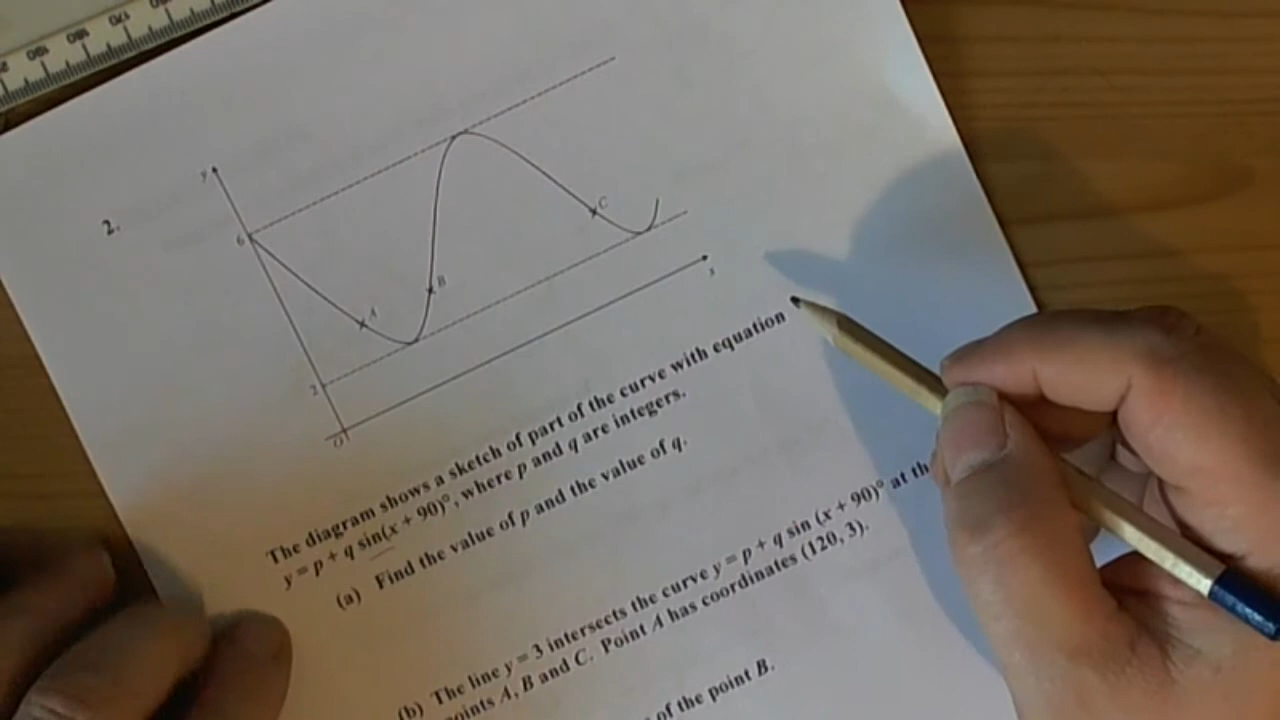 2.
y
6
A
B
C
2
O
x
The diagram shows a sketch of part of the curve with equation
y = p + q sin(x + 90)°, where p and q are integers.
(a) Find the value of p and the value of q.
(b) The line y = 3 intersects the curve y = p + q sin (x + 90)° at
points A, B and C. Point A has coordinates (120, 3).
of the point B.
170